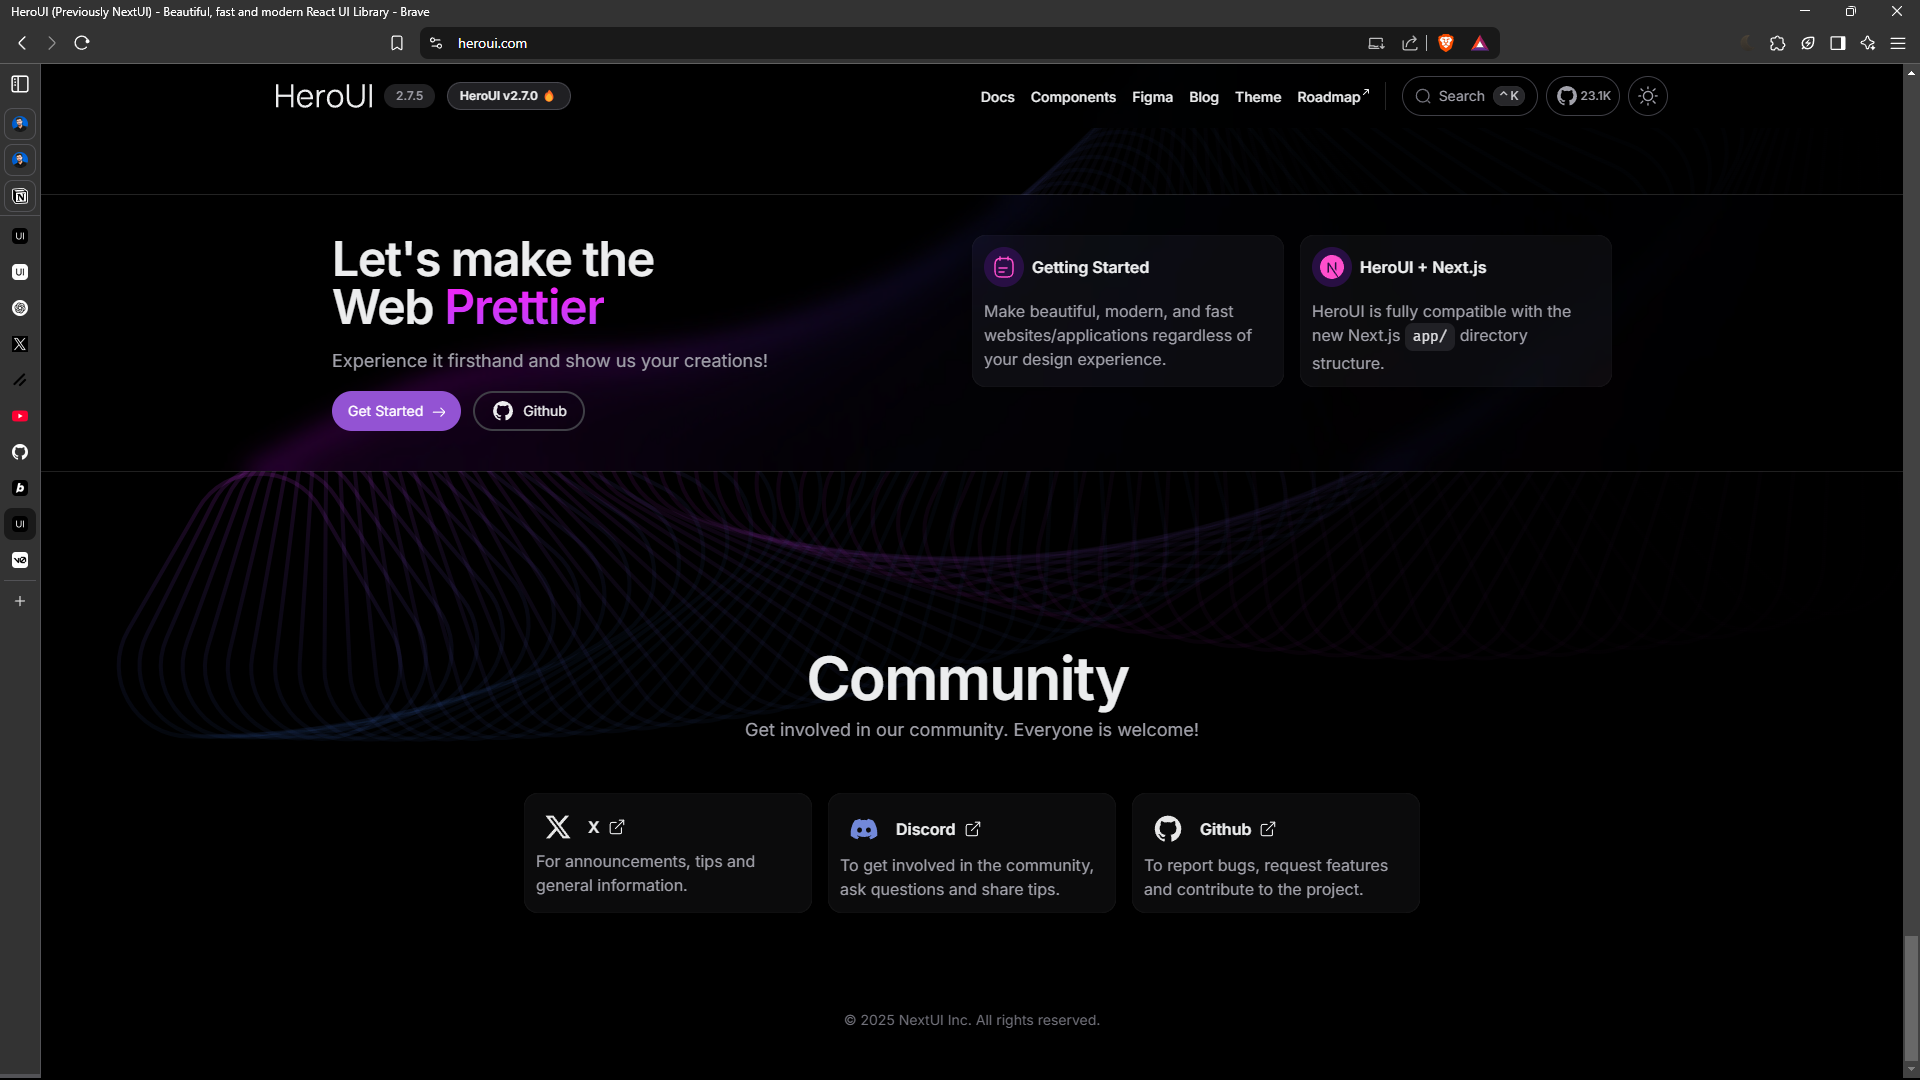 HeroUI (Previously NextUI) - Beautiful, fast and modern React UI Library - Brave
heroui.com
HeroUI
2.7.5
HeroUI v2.7.0
Docs
Components
Figma
Blog
Theme
Roadmap
Search
^ K
23.1K
Let's make the
Web Prettier
Experience it firsthand and show us your creations!
Get Started
Github
Getting Started
Make beautiful, modern, and fast
websites/applications regardless of
your design experience.
N
HeroUI + Next.js
HeroUI is fully compatible with the
new Next.js app/ directory
structure.
UI
UI
UI
v0
Community
Get involved in our community. Everyone is welcome!
X
For announcements, tips and
general information.
Discord
To get involved in the community,
ask questions and share tips.
Github
To report bugs, request features
and contribute to the project.
© 2025 NextUI Inc. All rights reserved.